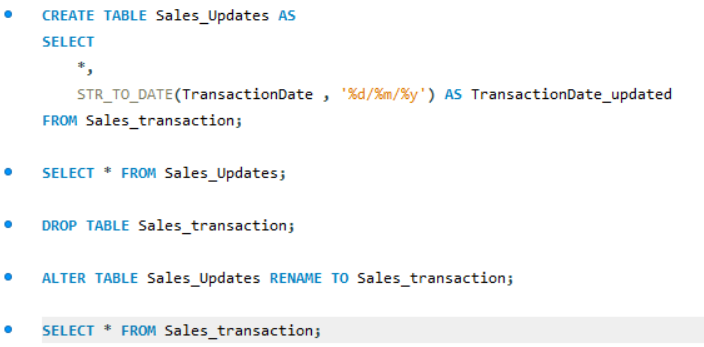 CREATE TABLE Sales_Updates AS
SELECT
*,
STR_TO_DATE(TransactionDate , '%d/%m/%y') AS TransactionDate_updated
FROM Sales_transaction;
SELECT * FROM Sales_Updates;
DROP TABLE Sales_transaction;
ALTER TABLE Sales_Updates RENAME TO Sales_transaction;
SELECT * FROM Sales_transaction;